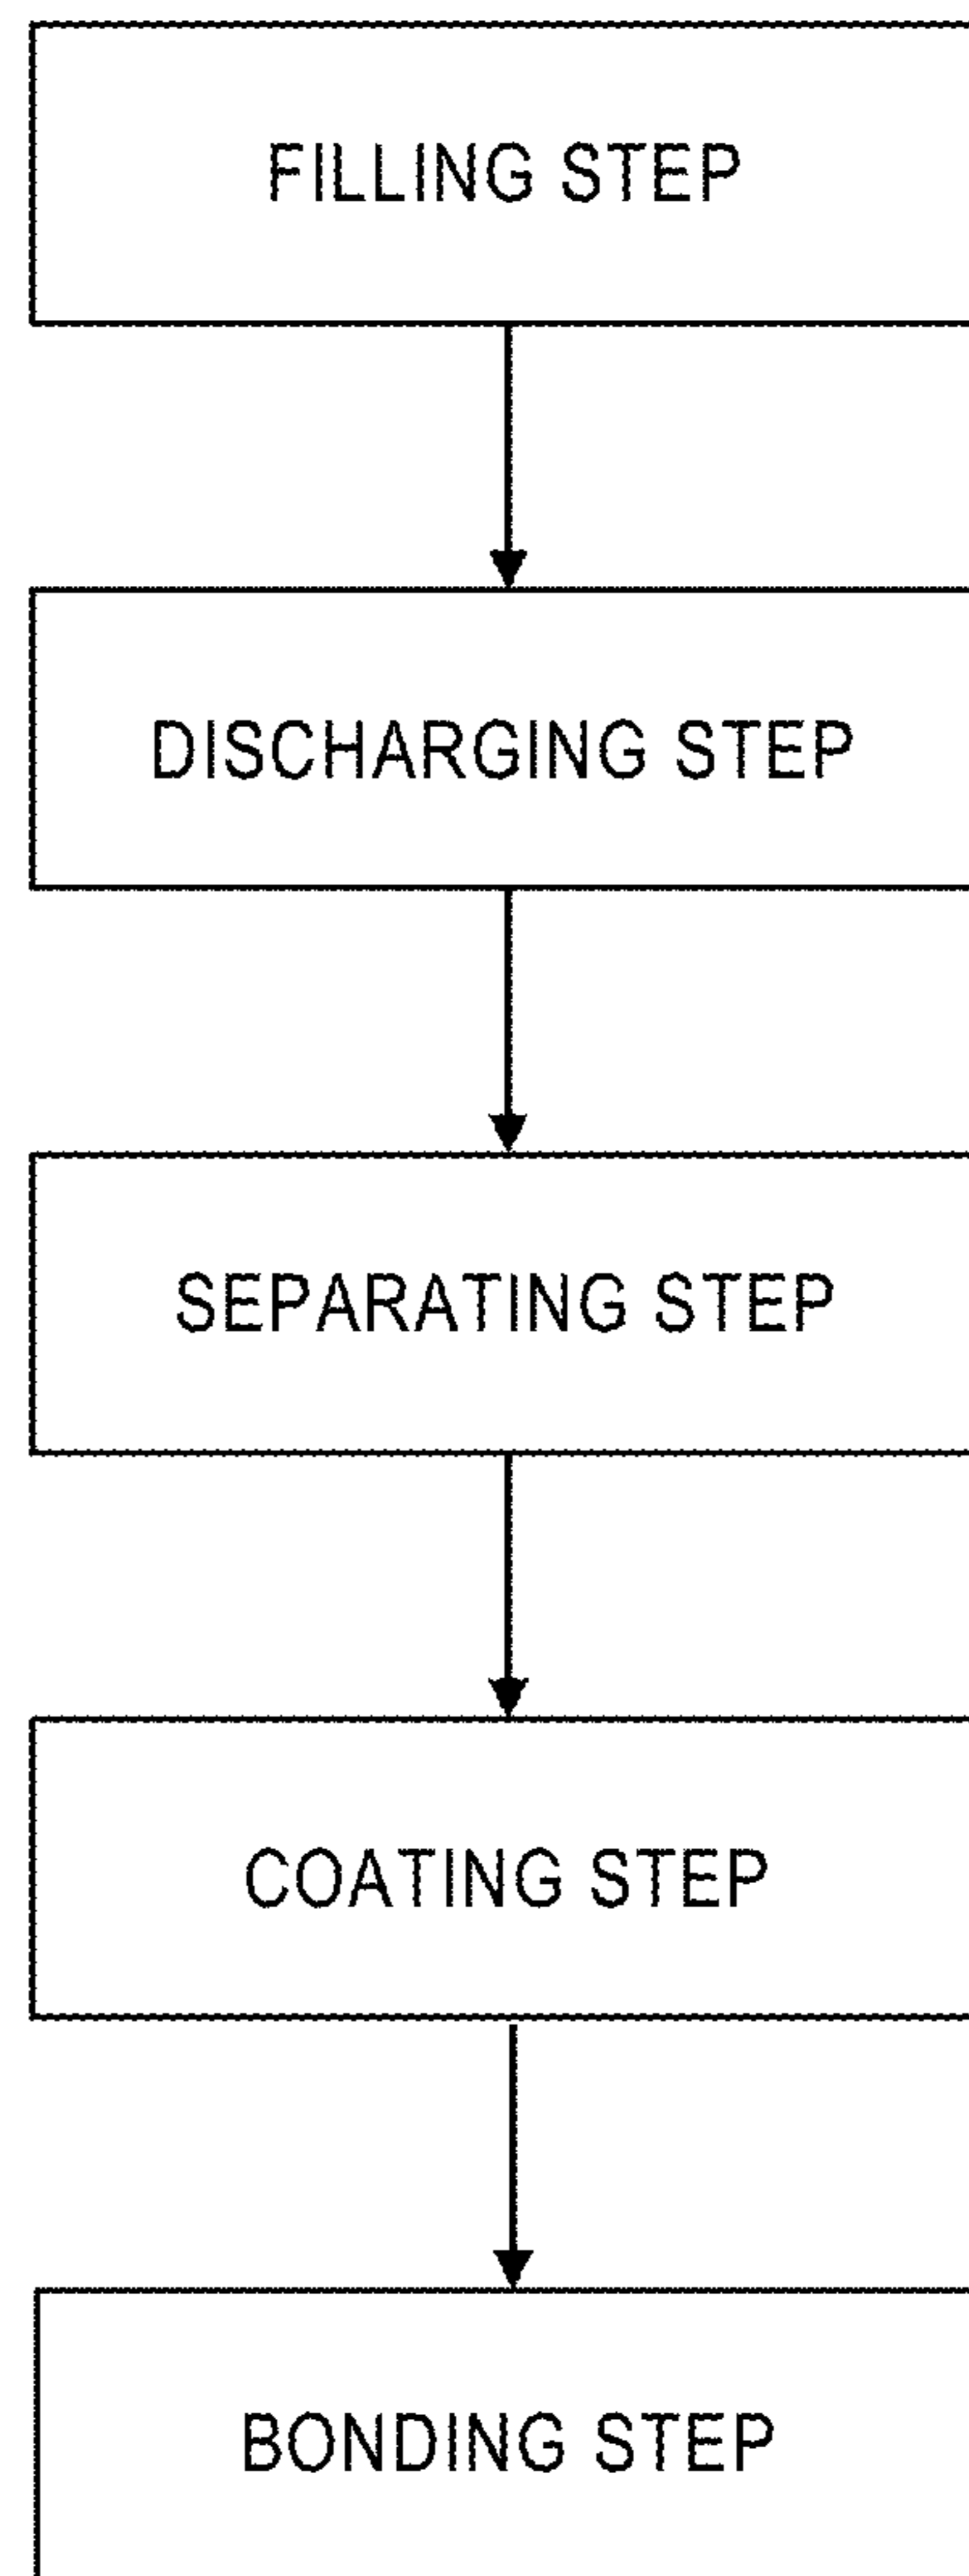 FILLING STEP
DISCHARGING STEP
SEPARATING STEP
COATING STEP
BONDING STEP